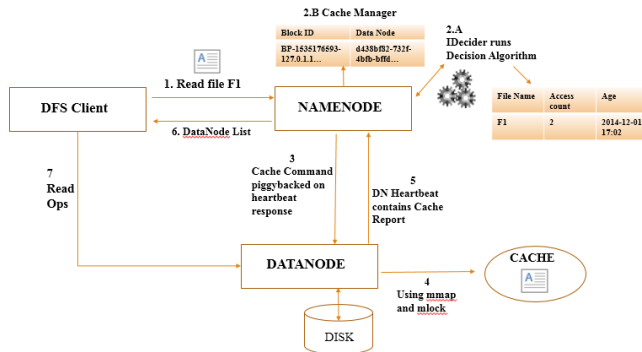 2.B Cache Manager
Block ID Data Node
BP-1535176593-
127.0.1.1...
d438bf82-732f-
4bfb-bffd...
2.A
IDecider runs
Decision Algorithm
1. Read file F1
DFS Client
NAMENODE
6. DataNode List
File Name Access
count Age
F1 2 2014-12-01
17:02
7
Read
Ops
3
Cache Command
piggybacked on
heartbeat
response
5
DN Heartbeat
contains Cache
Report
DATANODE
4
Using mmap
and mlock
CACHE
DISK